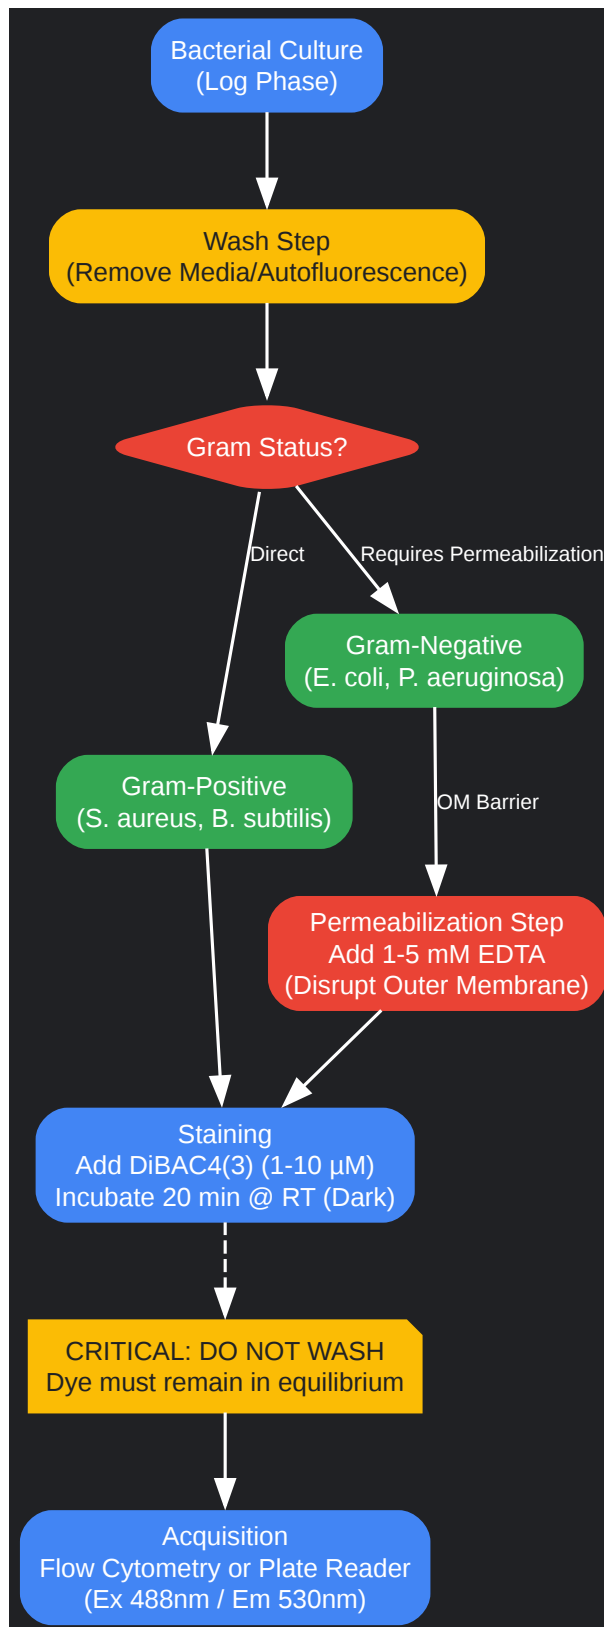 Bacterial Culture
(Log Phase)
Wash Step
(Remove Media/Autofluorescence)
Gram Status?
Direct
Requires Permeabilization
Gram-Negative
(E. coli, P. aeruginosa)
Gram-Positive
(S. aureus, B. subtilis)
OM Barrier
Permeabilization Step
Add 1-5 mM EDTA
(Disrupt Outer Membrane)
Staining
Add DiBAC4(3) (1-10 µM)
Incubate 20 min @ RT (Dark)
CRITICAL: DO NOT WASH
Dye must remain in equilibrium
Acquisition
Flow Cytometry or Plate Reader
(Ex 488nm / Em 530nm)